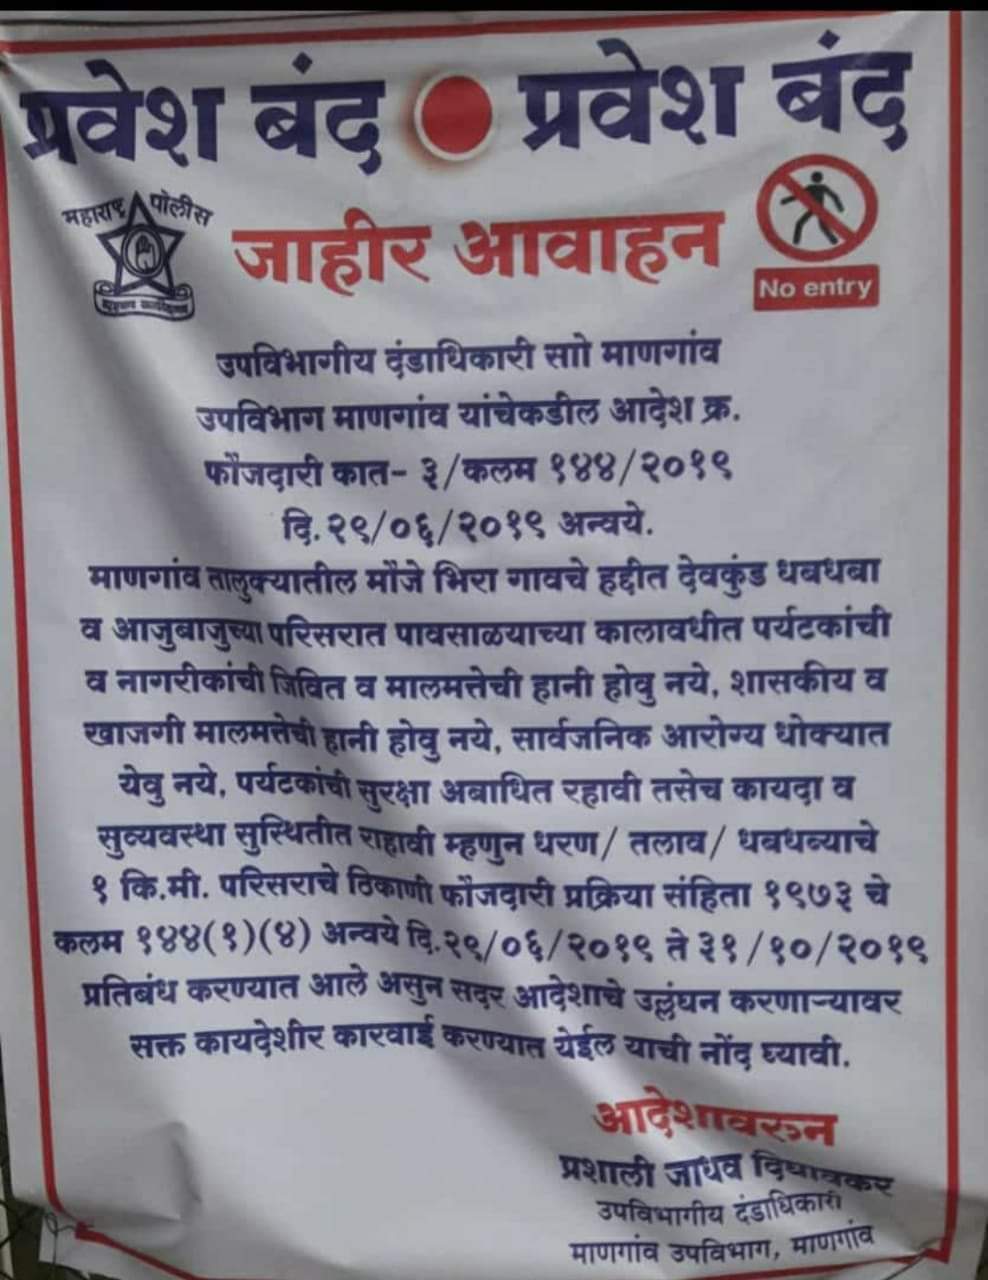 प्रवेश बंद प्रवेश बंद
महाराष्ट्र पोलीस
जाहीर आवाहन
No entry
उपविभागीय दंडाधिकारी साो माणगांव
उपविभाग माणगांव यांचेकडील आदेश क्र.
फौजदारी कात- ३/कलम १४४/२०१९
दि.२९/०६/२०१९ अन्वये.
माणगांव तालुक्यातील मौजे भिरा गावचे हद्दीत देवकुंड धबधबा
व आजुबाजुच्या परिसरात पावसाळयाच्या कालावधीत पर्यटकांची
व नागरीकांची जिवित व मालमत्तेची हानी होवु नये, शासकीय व
खाजगी मालमत्तेची हानी होवु नये, सार्वजनिक आरोग्य धोक्यात
येवु नये, पर्यटकांची सुरक्षा अबाधित रहावी तसेच कायदा व
सुव्यवस्था सुस्थितीत राहावी म्हणुन धरण/ तलाव/ धबधब्याचे
१ कि.मी. परिसराचे ठिकाणी फौजदारी प्रक्रिया संहिता १९७३ चे
कलम १४४(१)(४) अन्वये दि.२९/०६/२०१९ ते ३१/१०/२०१९
प्रतिबंध करण्यात आले असुन सदर आदेशाचे उल्लंघन करणाऱ्यावर
सक्त कायदेशीर कारवाई करण्यात येईल याची नोंद घ्यावी.
आदेशावरुन
प्रशाली जाधव दिघावकर
उपविभागीय दंडाधिकारी
माणगांव उपविभाग, माणगांव